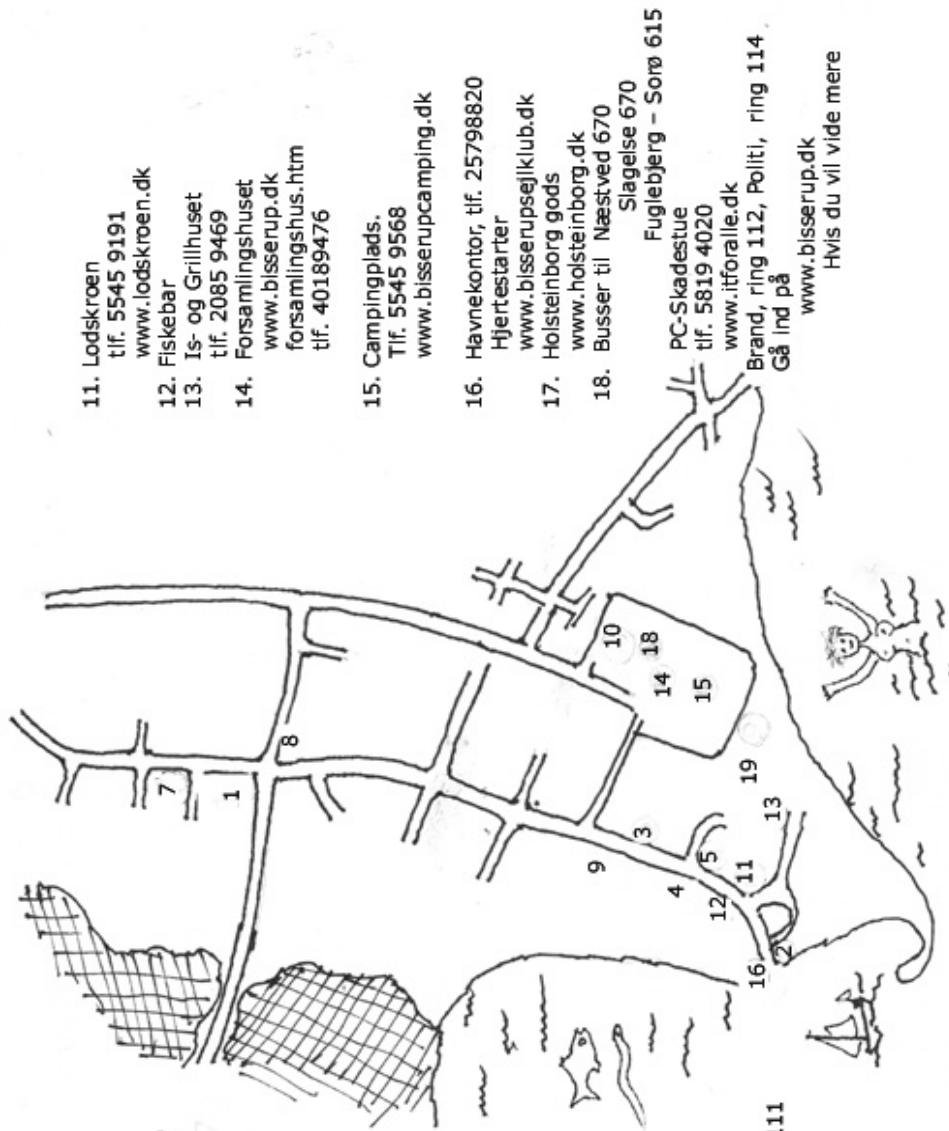 11. Lodskroen
tlf. 5545 9191
www.lodskroen.dk
12. Fiskebar
13. Is- og Grillhuset
tlf. 2085 9469
14. Forsamlingshuset
www.bisserup.dk
forsamlingshus.htm
tlf. 40189476
15. Campingplads.
Tlf. 5545 9568
www.bisserupcamping.dk
16. Havnekontor, tlf. 25798820
Hjertestarter
www.bisserupsejlklub.dk
17. Holsteinborg gods
www.holsteinborg.dk
18. Busser til Næstved 670
Slagelse 670
Fuglebjerg – Sorø 615
PC-Skadestue
tlf. 5819 4020
www.itforalle.dk
Brand, ring 112, Politi, ring 114
Gå ind på
www.bisserup.dk
Hvis du vil vide mere
7
1
8
10
18
14
15
9
3
19
4
5
13
12
11
16
2
111